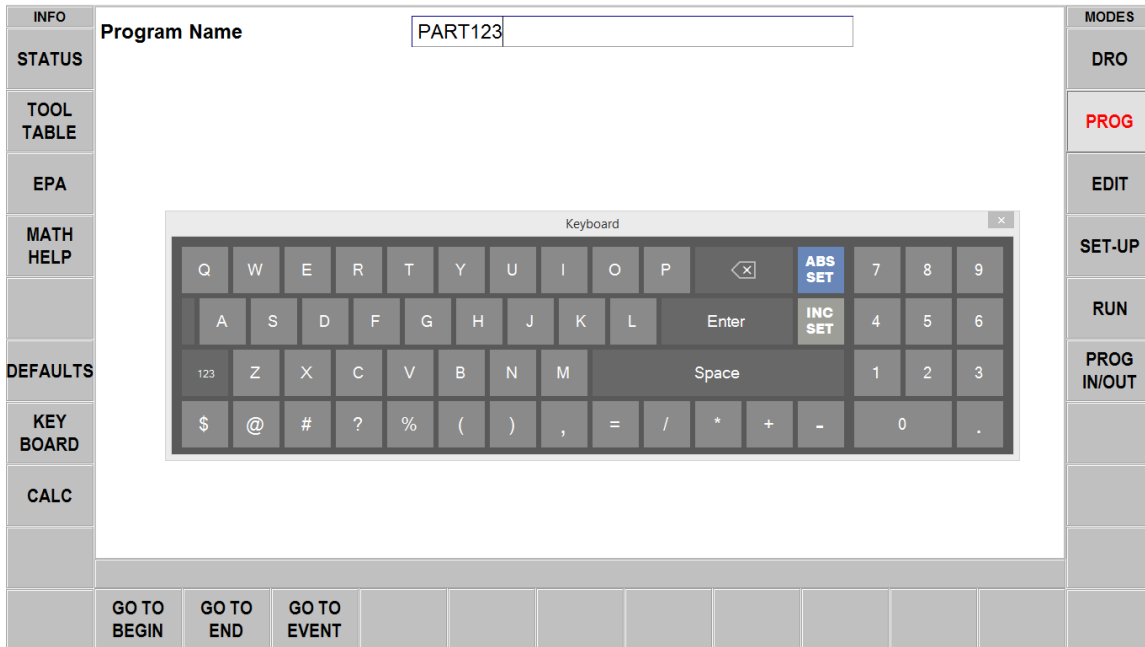 INFO
STATUS
TOOL
TABLE
EPA
MATH
HELP
DEFAULTS
KEY
BOARD
CALC
Program Name PART123
Keyboard
Q W E R T Y U I O P ABS SET 7 8 9
A S D F G H J K L Enter INC SET 4 5 6
123 Z X C V B N M Space 1 2 3
$ @ # ? % ( ) , = / * + - 0 .
GO TO BEGIN GO TO END GO TO EVENT
MODES
DRO
PROG
EDIT
SET-UP
RUN
PROG
IN/OUT